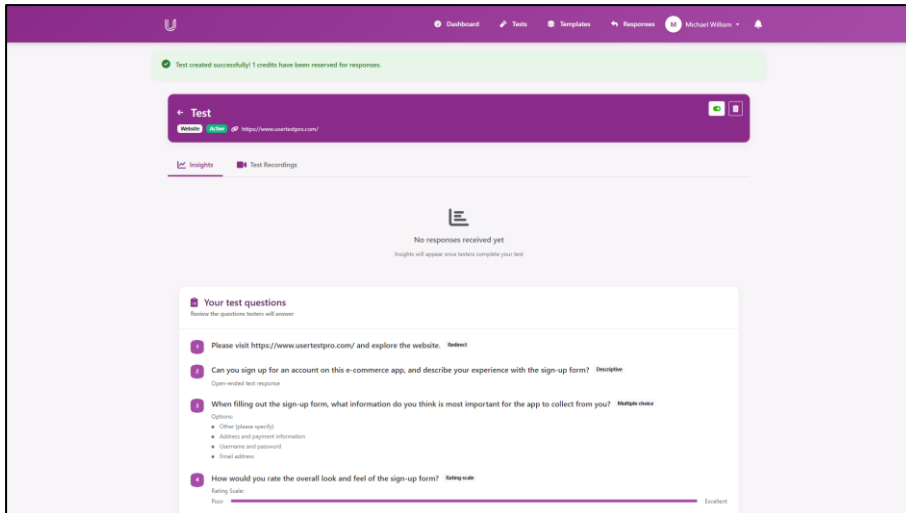 U
Dashboard Tests Templates Responses M Michael William
Test created successfully! 1 credits have been reserved for responses.
← Test
Website Active https://www.usertestpro.com/
Insights Test Recordings
No responses received yet
Insights will appear once testers complete your test
Your test questions
Review the questions testers will answer
1 Please visit https://www.usertestpro.com/ and explore the website. Redirect
2 Can you sign up for an account on this e-commerce app, and describe your experience with the sign-up form? Descriptive
Open-ended text response
3 When filling out the sign-up form, what information do you think is most important for the app to collect from you? Multiple choice
Options:
• Other (please specify)
• Address and payment information
• Username and password
• Email address
4 How would you rate the overall look and feel of the sign-up form? Rating scale
Rating Scale:
Poor Excellent